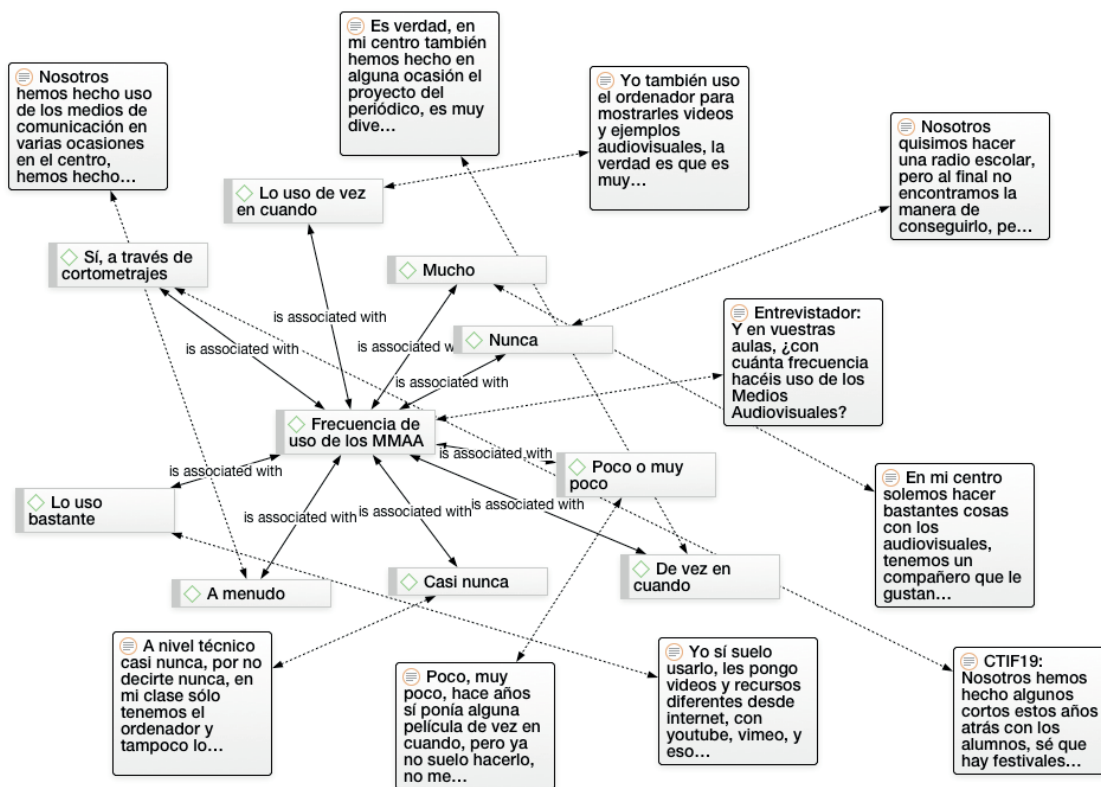 Es verdad, en
mi centro también
hemos hecho en
alguna ocasión el
proyecto del
periódico, es muy
dive…
Nosotros
hemos hecho uso
de los medios de
comunicación en
varias ocasiones
en el centro,
hemos hecho…
Yo también uso
el ordenador para
mostrarles videos
y ejemplos
audiovisuales, la
verdad es que es
muy…
Nosotros
quisimos hacer
una radio escolar,
pero al final no
encontramos la
manera de
conseguirlo, pe…
Lo uso de vez
en cuando
Sí, a través de
cortometrajes
Mucho
is associated with
is associated w
is associated with
Nunca
is associated with
Entrevistador:
Y en vuestras
aulas, ¿con
cuánta frecuencia
hacéis uso de los
Medios
Audiovisuales?
Frecuencia de
uso de los MMAA
is associated with
is associated with
Poco o muy
poco
En mi centro
solemos hacer
bastantes cosas
con los
audiovisuales,
tenemos un
compañero que le
gustan…
Lo uso
bastante
is associated with
is associated with
is associated with
A menudo
Casi nunca
De vez en
cuando
A nivel técnico
casi nunca, por no
decirte nunca, en
mi clase sólo
tenemos el
ordenador y
tampoco lo…
Poco, muy
poco, hace años
sí ponía alguna
película de vez en
cuando, pero ya
no suelo hacerlo,
no me…
Yo sí suelo
usarlo, les pongo
videos y recursos
diferentes desde
internet, con
youtube, vimeo, y
eso…
CTIF19:
Nosotros hemos
hecho algunos
cortos estos años
atrás con los
alumnos, sé que
hay festivales…